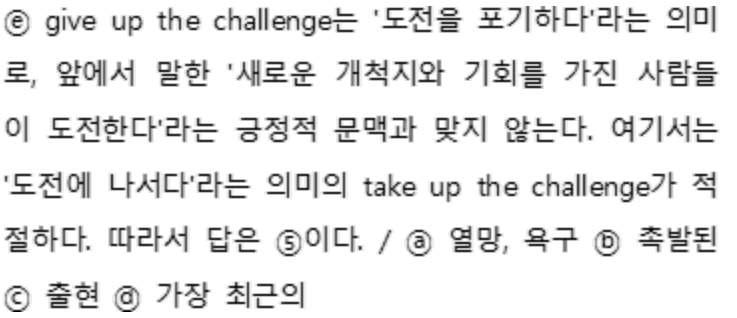 ⓔ give up the challenge는 '도전을 포기하다'라는 의미
로, 앞에서 말한 '새로운 개척지와 기회를 가진 사람들
이 도전한다'라는 긍정적 문맥과 맞지 않는다. 여기서는
'도전에 나서다'라는 의미의 take up the challenge가 적
절하다. 따라서 답은 ⑤이다. / ⓐ 열망, 욕구 ⓑ 촉발된
ⓒ 출현 ⓓ 가장 최근의